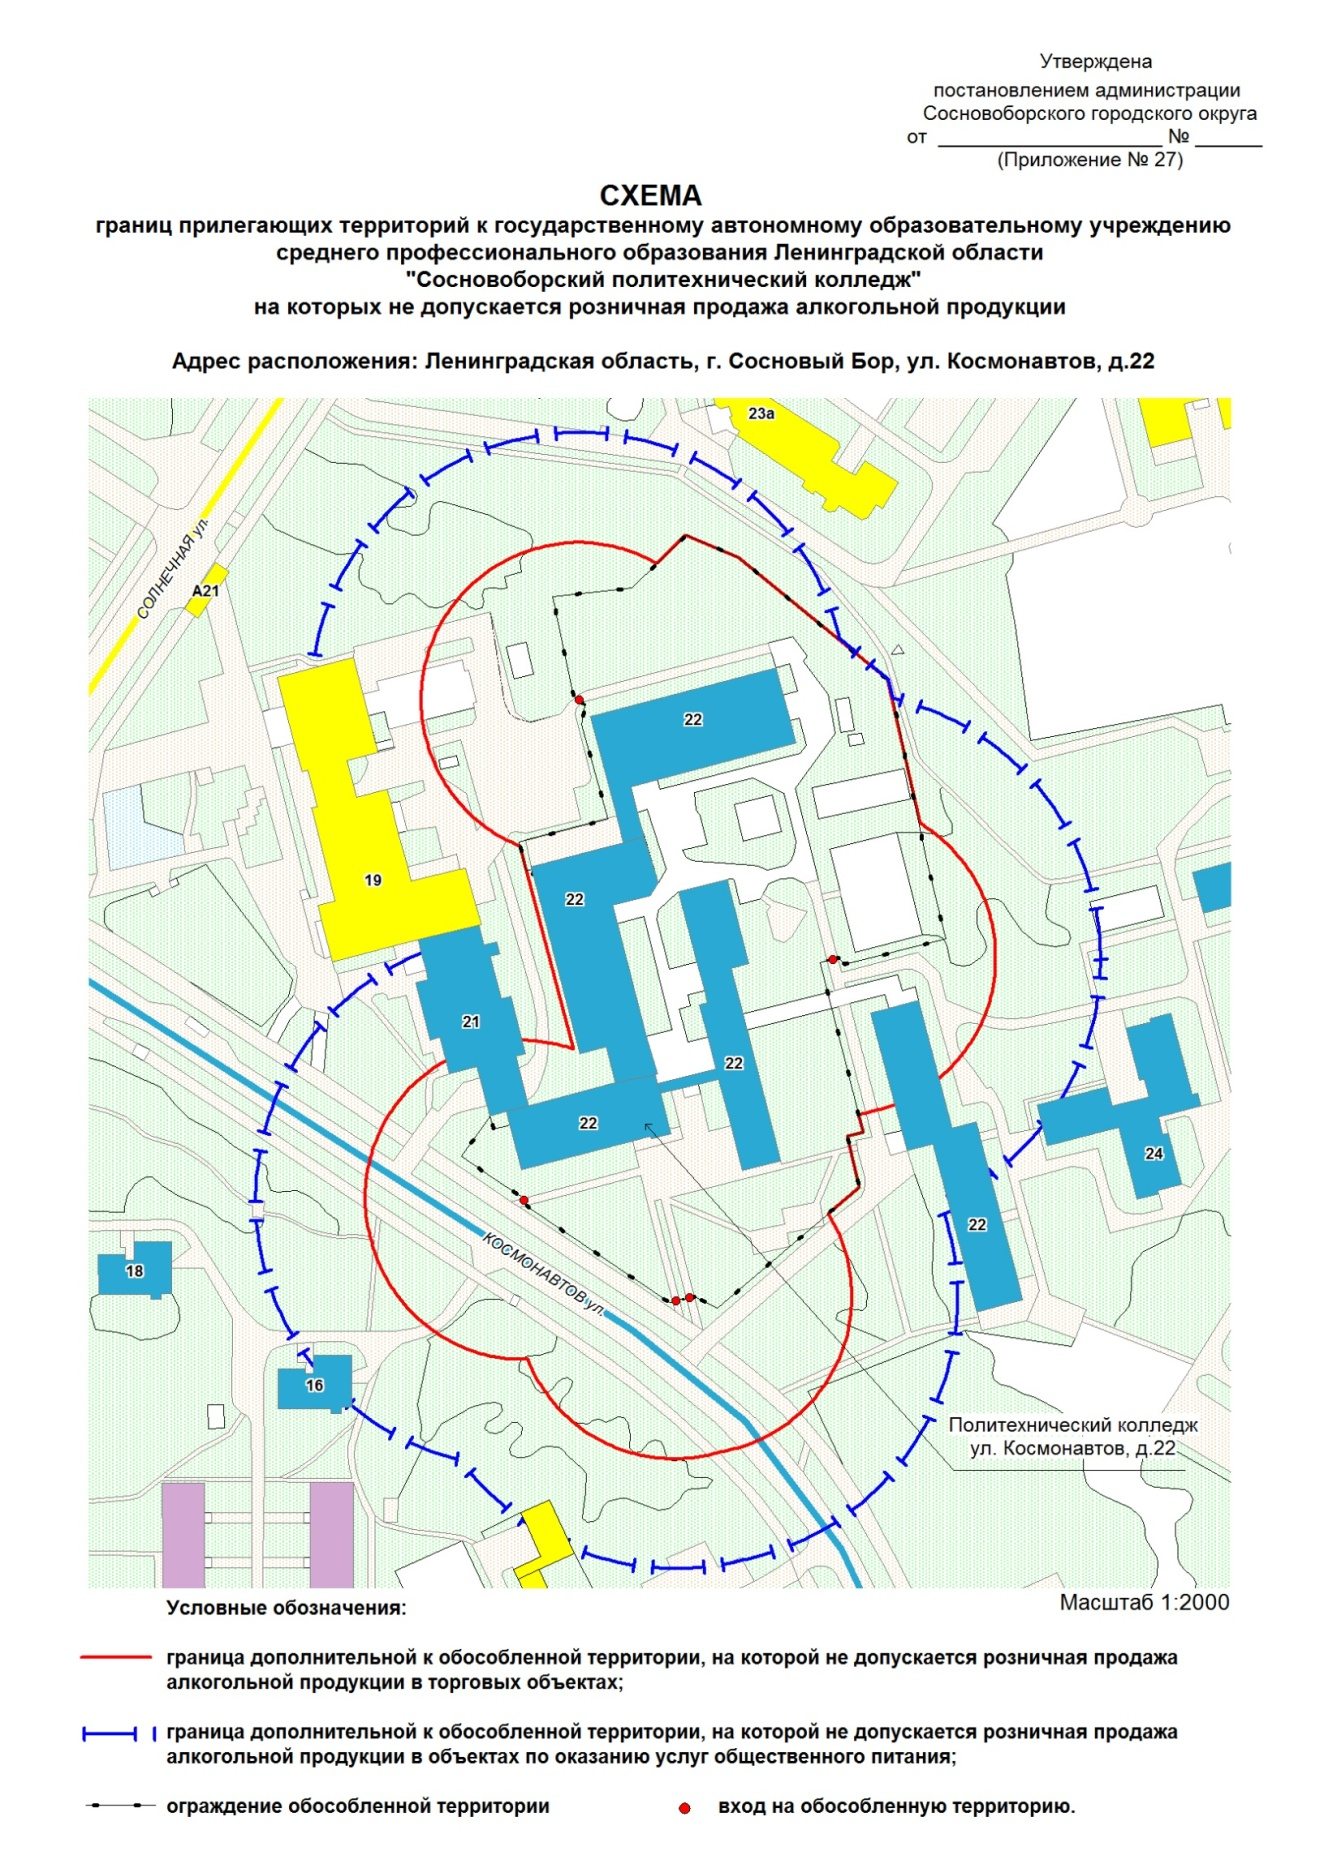 Утверждена
постановлением администрации
Сосновоборского городского округа
от ____________________ № ______
(Приложение № 27)
СХЕМА
границ прилегающих территорий к государственному автономному образовательному учреждению
среднего профессионального образования Ленинградской области
"Сосновоборский политехнический колледж"
на которых не допускается розничная продажа алкогольной продукции
Адрес расположения: Ленинградская область, г. Сосновый Бор, ул. Космонавтов, д.22
23а
СОЛНЕЧНАЯ ул.
А21
22
19
22
21
22
22
24
22
18
КОСМОНАВТОВ ул.
16
Политехнический колледж
ул. Космонавтов, д.22
Масштаб 1:2000
Условные обозначения:
граница дополнительной к обособленной территории, на которой не допускается розничная продажа
алкогольной продукции в торговых объектах;
граница дополнительной к обособленной территории, на которой не допускается розничная продажа
алкогольной продукции в объектах по оказанию услуг общественного питания;
ограждение обособленной территории
вход на обособленную территорию.